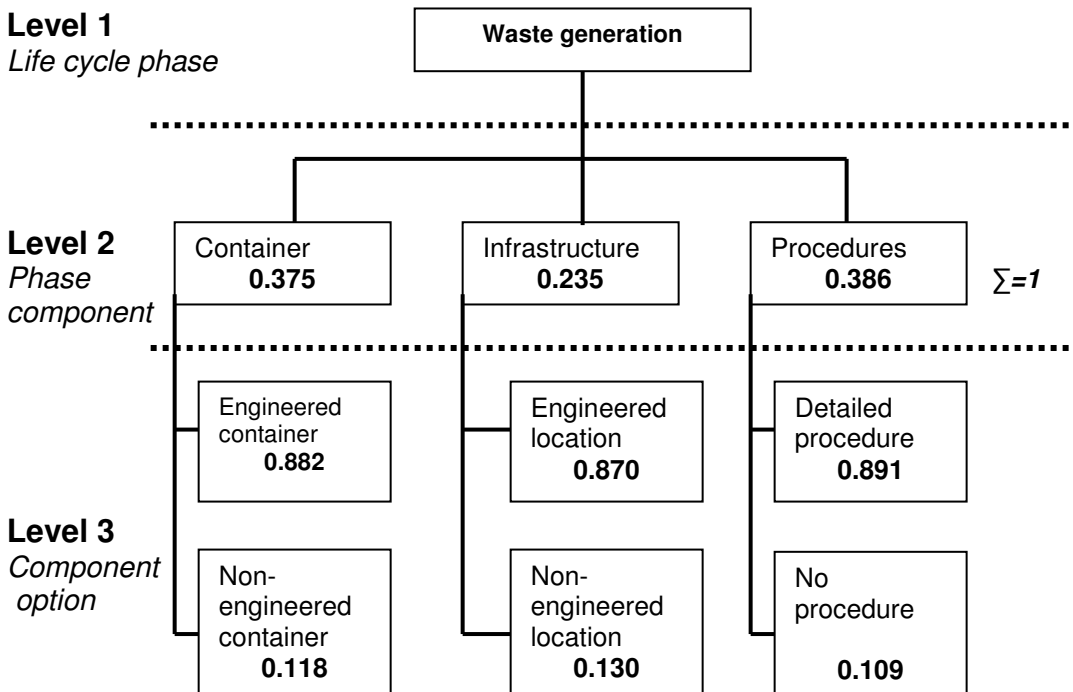 Level 1
Life cycle phase
Waste generation
Level 2
Phase
component
Container
0.375
Infrastructure
0.235
Procedures
0.386
∑=1
Level 3
Component
option
Engineered
container
0.882
Engineered
location
0.870
Detailed
procedure
0.891
Non-
engineered
container
0.118
Non-
engineered
location
0.130
No
procedure
0.109